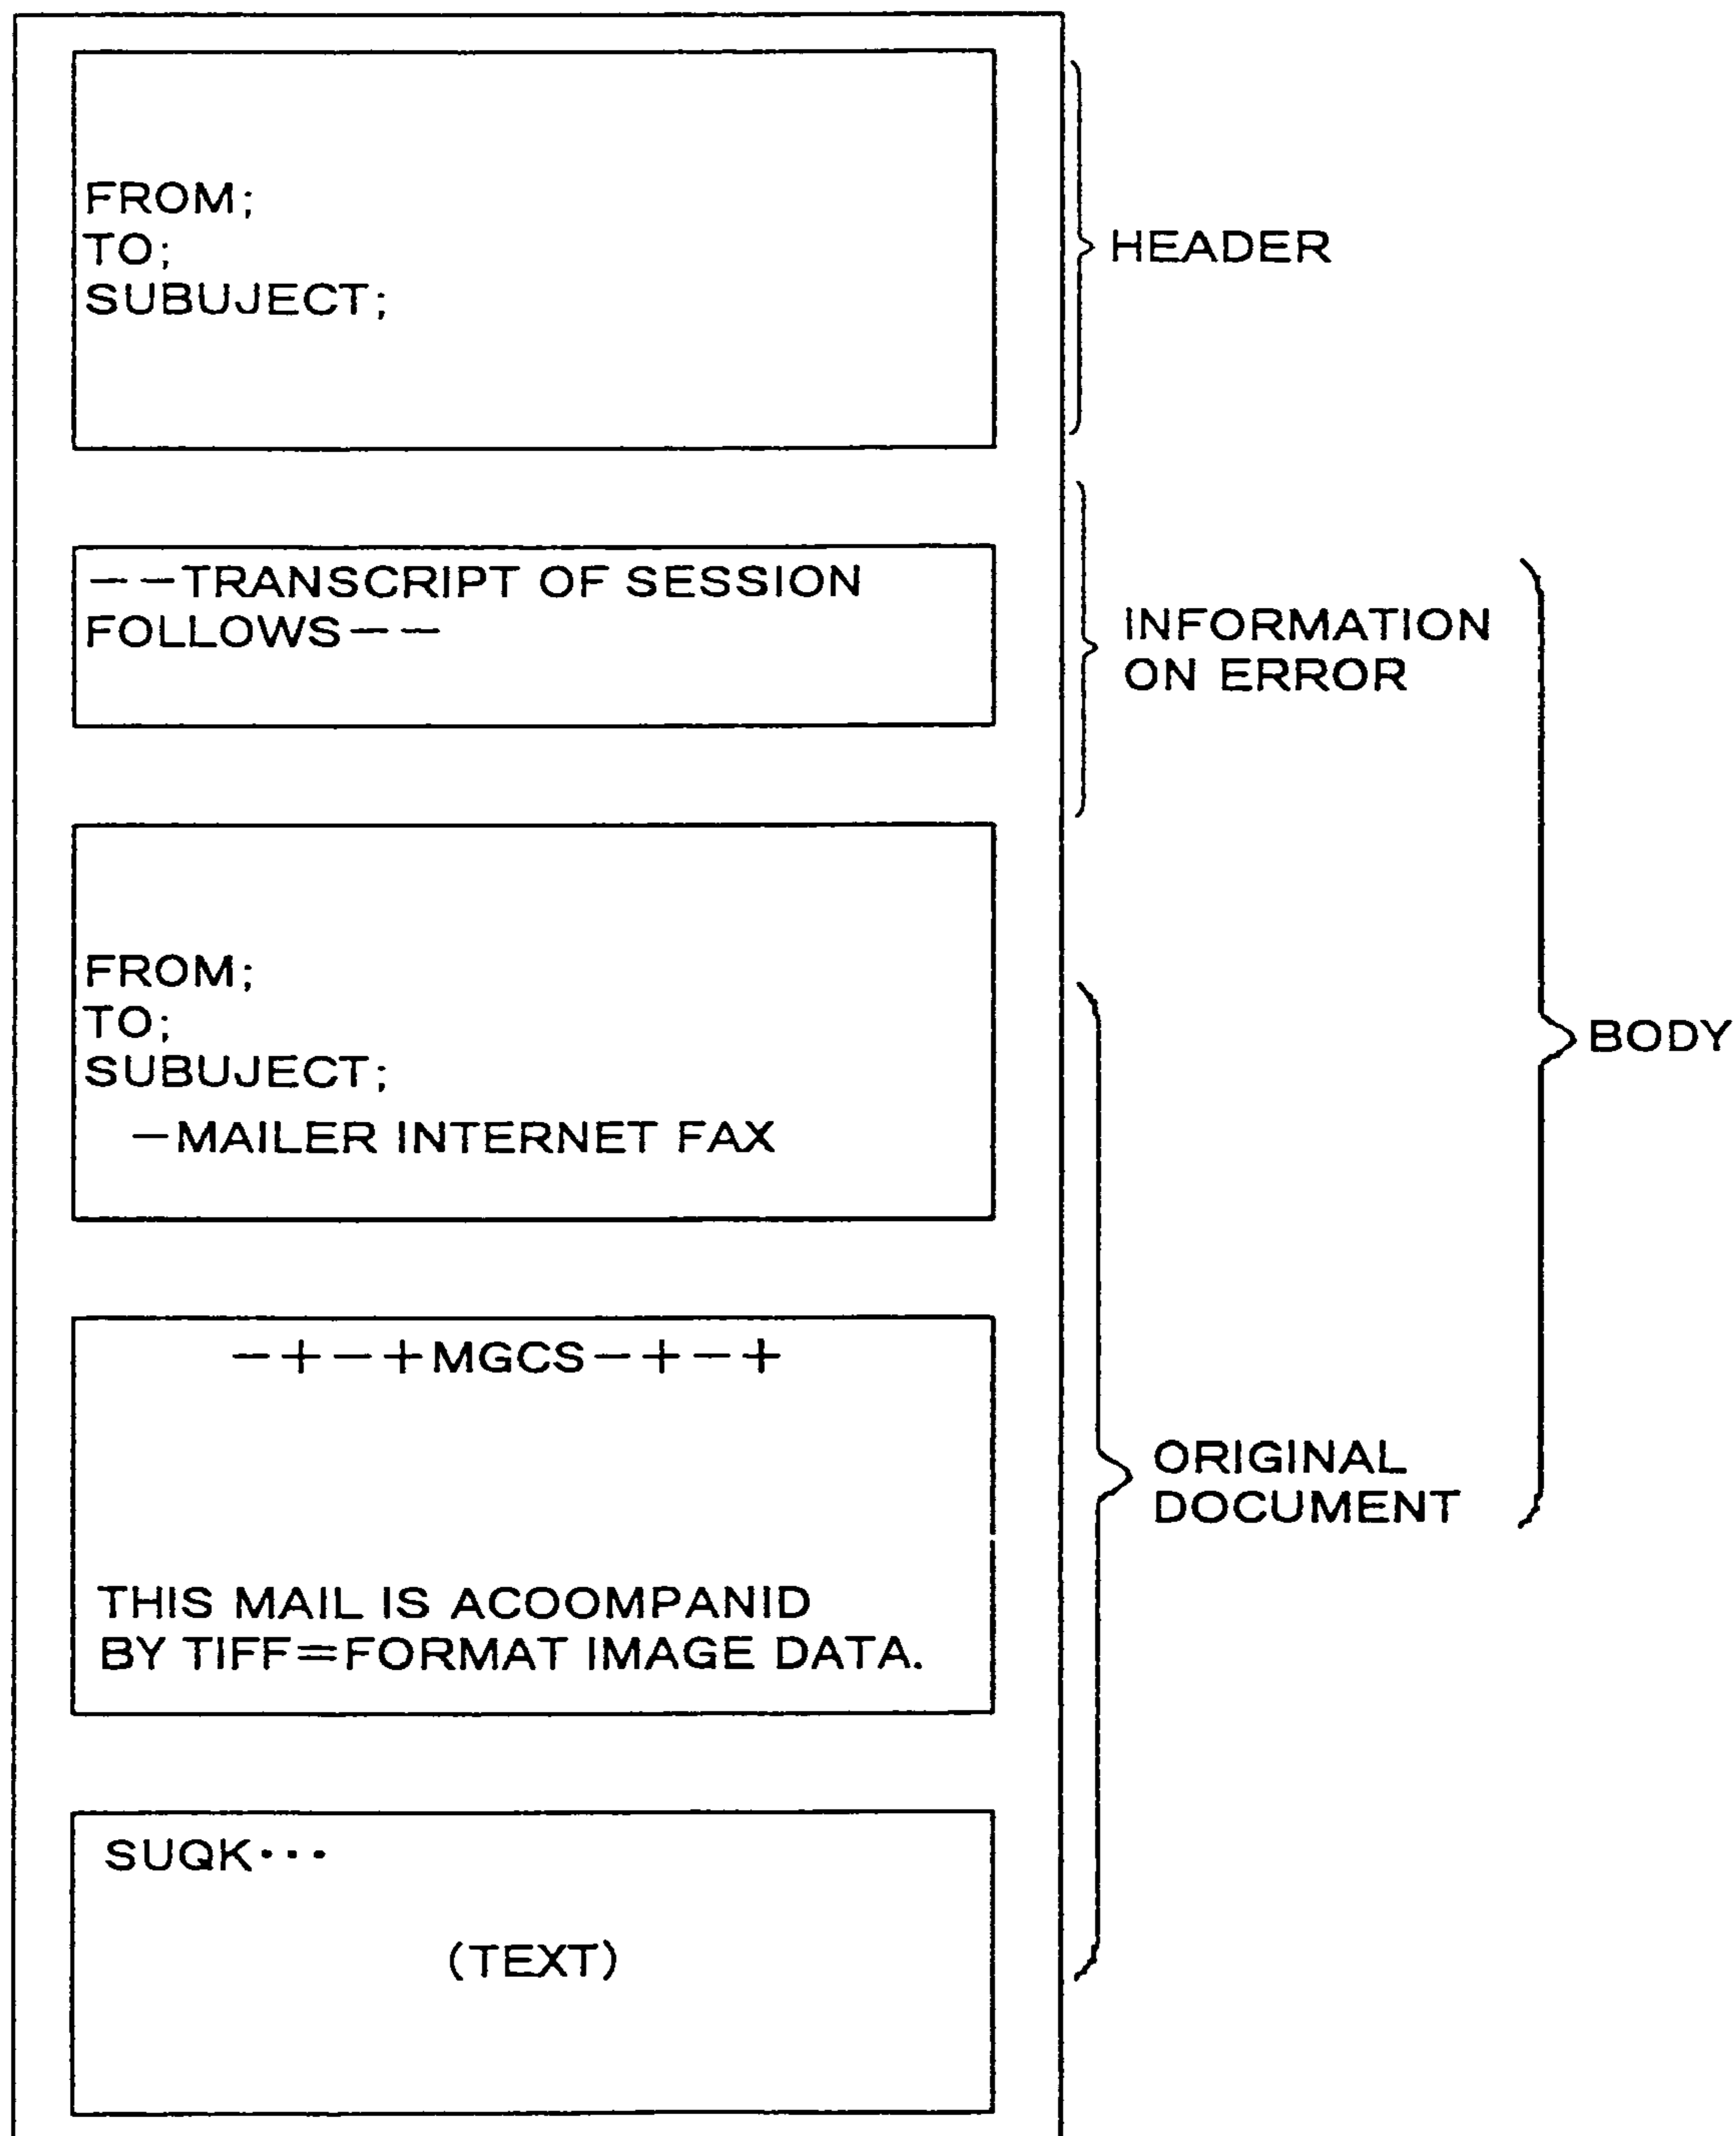 FROM;
TO;
SUBUJECT;
HEADER
——TRANSCRIPT OF SESSION
FOLLOWS——
INFORMATION
ON ERROR
FROM;
TO;
SUBUJECT;
—MAILER INTERNET FAX
BODY
—+—+MGCS—+—+
THIS MAIL IS ACOOMPANID
BY TIFF=FORMAT IMAGE DATA.
ORIGINAL
DOCUMENT
SUQK···
(TEXT)